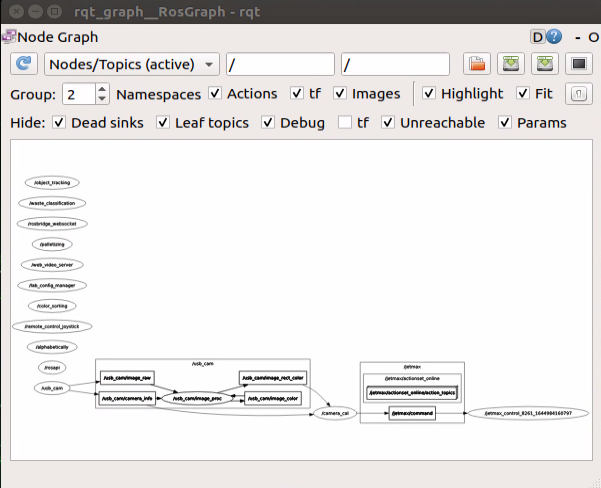 rqt_graph__RosGraph - rqt
Node Graph
D ? - O
Nodes/Topics (active) / /
Group: 2 Namespaces Actions tf Images Highlight Fit
Hide: Dead sinks Leaf topics Debug tf Unreachable Params
/object_tracking
/waste_classification
/rosbridge_websocket
/palletizing
/web_video_server
/lab_config_manager
/color_sorting
/remote_control_joystick
/alphabetically
/rosapi
/usb_cam
/usb_cam
/usb_cam/image_raw
/usb_cam/camera_info
/usb_cam/image_proc
/usb_cam/image_rect_color
/usb_cam/image_color
/camera_cal
/jetmax
/jetmax/actionset_online
/jetmax/actionset_online/action_topics
/jetmax/command
/jetmax_control_8261_1644984160797